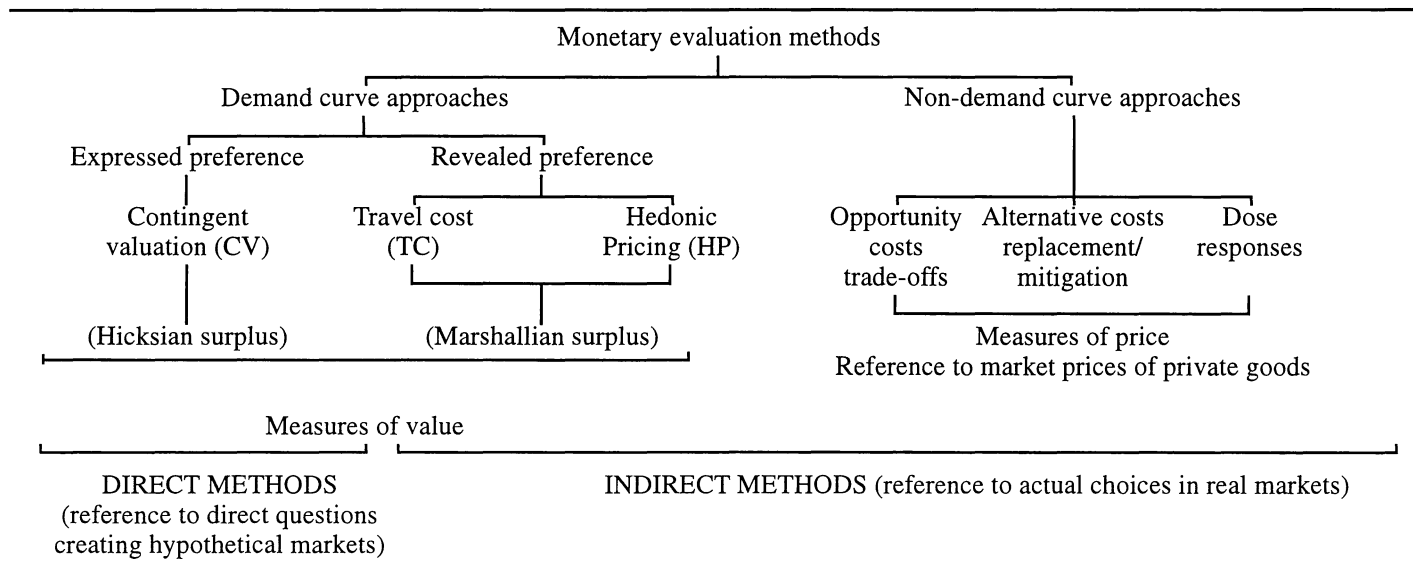 Monetary evaluation methods
Demand curve approaches
Non-demand curve approaches
Expressed preference
Revealed preference
Contingent
valuation (CV)
Travel cost
(TC)
Hedonic
Pricing (HP)
Opportunity
costs
trade-offs
Alternative costs
replacement/
mitigation
Dose
responses
(Hicksian surplus)
(Marshallian surplus)
Measures of price
Reference to market prices of private goods
Measures of value
DIRECT METHODS
(reference to direct questions
creating hypothetical markets)
INDIRECT METHODS (reference to actual choices in real markets)